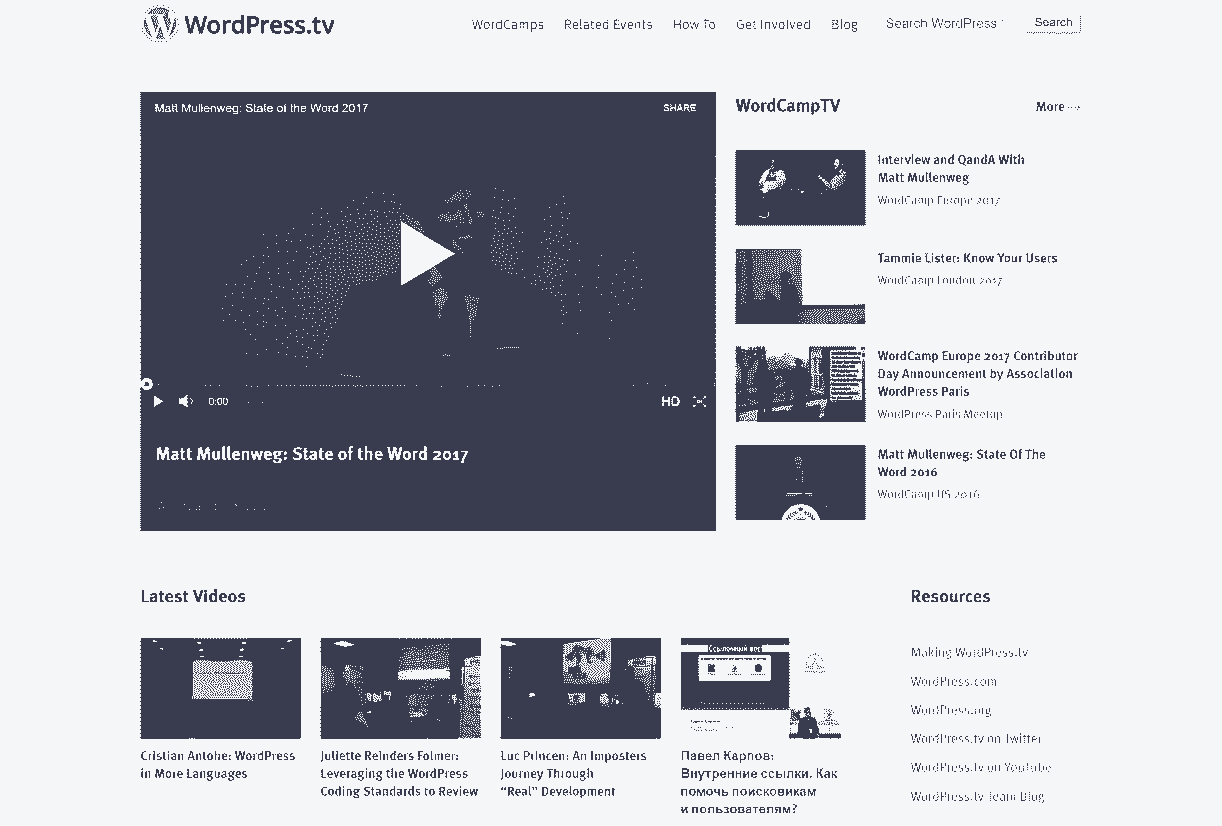 WordPress.tv
WordCamps Related Events How To Get Involved Blog Search WordPress Search
Matt Mullenweg: State of the Word 2017 SHARE
0:00 HD
Matt Mullenweg: State of the Word 2017
WordCampTV More →
Interview and QandA With
Matt Mullenweg
WordCamp Europe 2017
Tammie Lister: Know Your Users
WordCamp London 2017
WordCamp Europe 2017 Contributor
Day Announcement by Association
WordPress Paris
WordPress Paris Meetup
Matt Mullenweg: State Of The
Word 2016
WordCamp US 2016
Latest Videos
Cristian Antohe: WordPress
in More Languages
Juliette Reinders Folmer:
Leveraging the WordPress
Coding Standards to Review
Luc Princen: An Imposters
Journey Through
“Real” Development
Ссылочный вес
Павел Карпов:
Внутренние ссылки. Как
помочь поисковикам
и пользователям?
Resources
Making WordPress.tv
WordPress.com
WordPress.org
WordPress.tv on Twitter
WordPress.tv on Youtube
WordPress.tv Team Blog